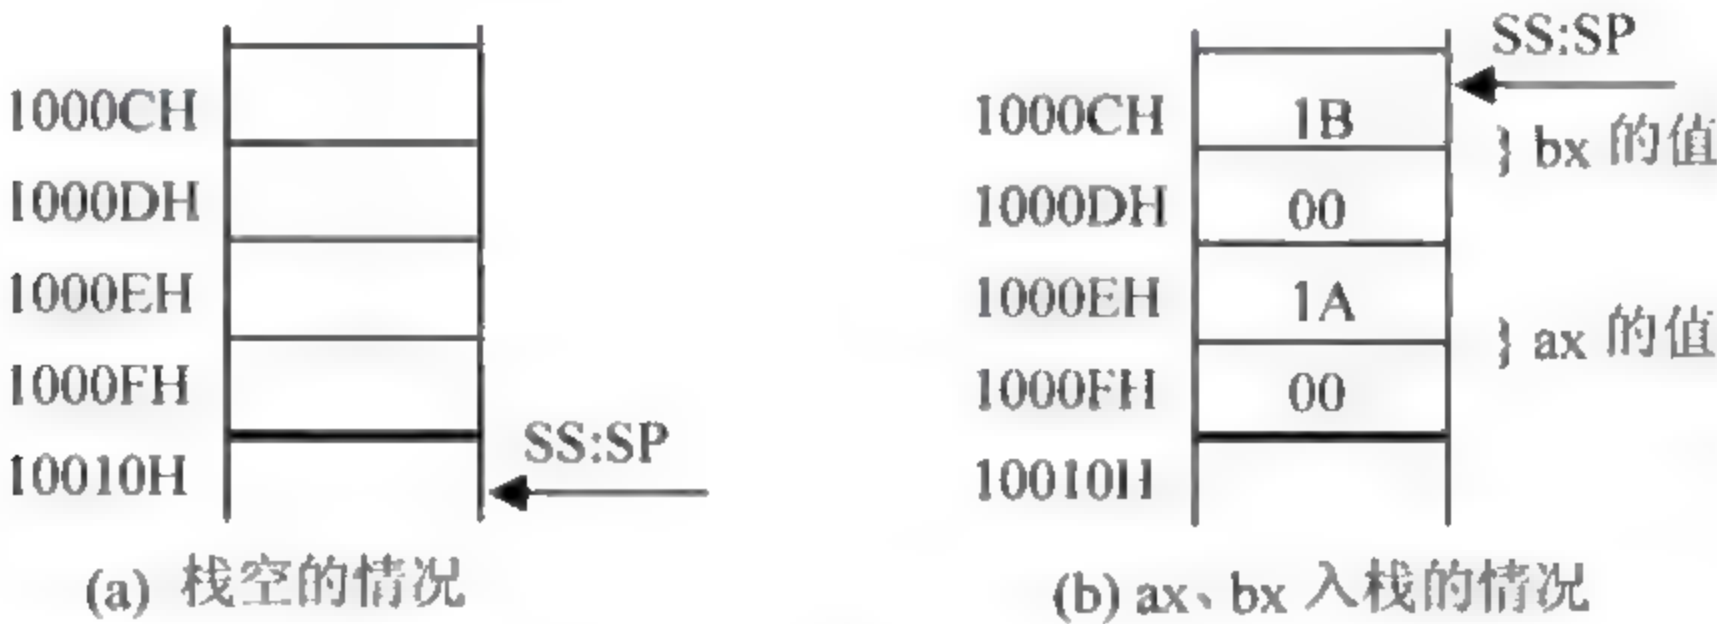 1000CH
1000DH
1000EH
1000FH
10010H
SS:SP
(a) 栈空的情况
SS:SP
1000CH 1B
} bx 的值
1000DH 00
1000EH 1A
} ax 的值
1000FH 00
10010H
(b) ax、bx 入栈的情况